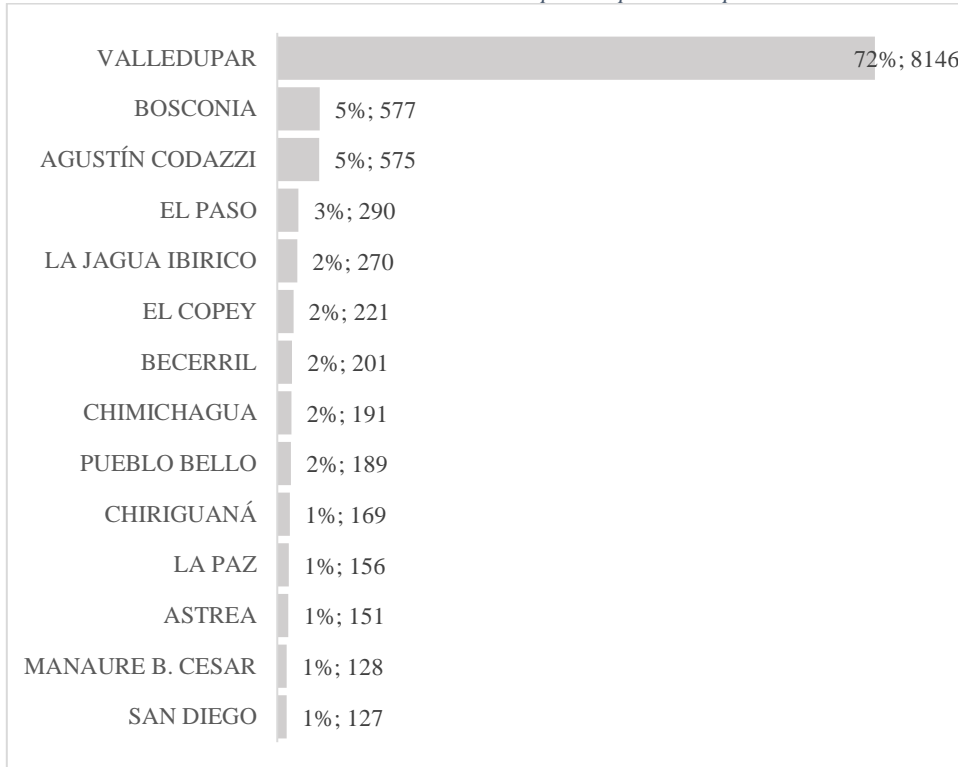 VALLEDUPAR 72%; 8146
BOSCONIA 5%; 577
AGUSTÍN CODAZZI 5%; 575
EL PASO 3%; 290
LA JAGUA IBIRICO 2%; 270
EL COPEY 2%; 221
BECERRIL 2%; 201
CHIMICHAGUA 2%; 191
PUEBLO BELLO 2%; 189
CHIRIGUANÁ 1%; 169
LA PAZ 1%; 156
ASTREA 1%; 151
MANAURE B. CESAR 1%; 128
SAN DIEGO 1%; 127